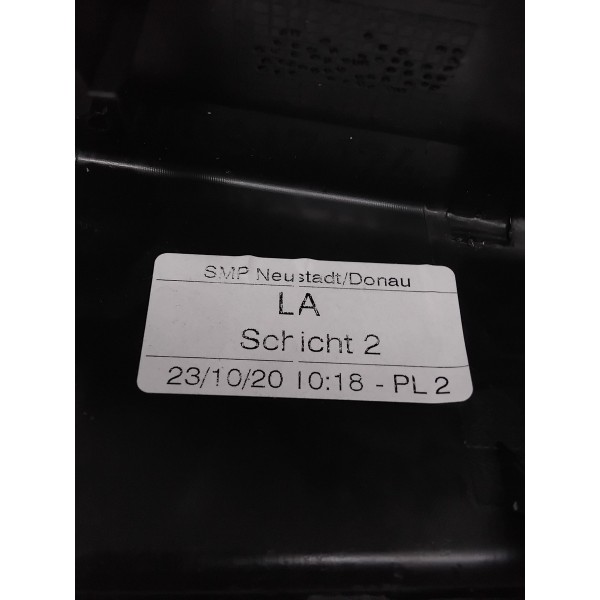 SMP Neustadt/Donau
LA
Schicht 2
23/10/20 10:18 - PL 2